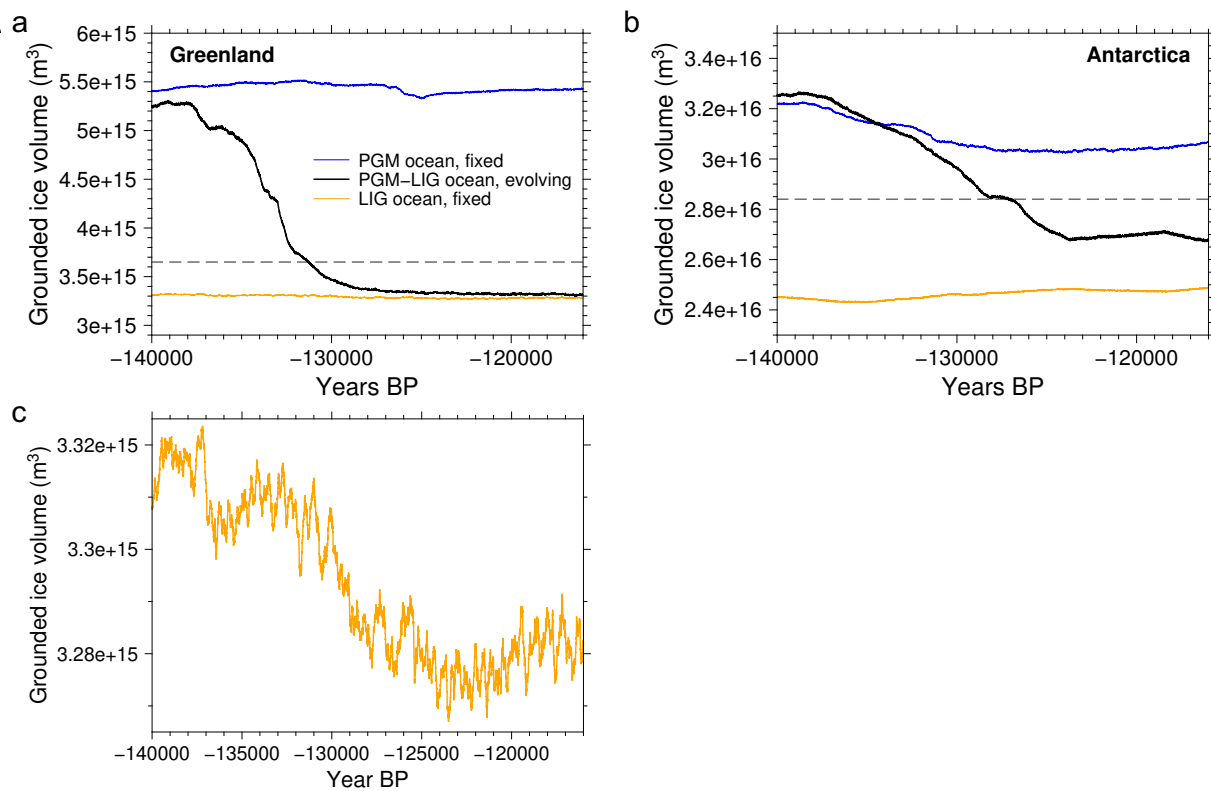 a
Greenland
Grounded ice volume (m³)
6e+15
5.5e+15
5e+15
4.5e+15
4e+15
3.5e+15
3e+15
PGM ocean, fixed
PGM−LIG ocean, evolving
LIG ocean, fixed
−140000 −130000 −120000
Years BP
b
Antarctica
Grounded ice volume (m³)
3.4e+16
3.2e+16
3e+16
2.8e+16
2.6e+16
2.4e+16
−140000 −130000 −120000
Years BP
c
Grounded ice volume (m³)
3.32e+15
3.3e+15
3.28e+15
−140000 −135000 −130000 −125000 −120000
Year BP